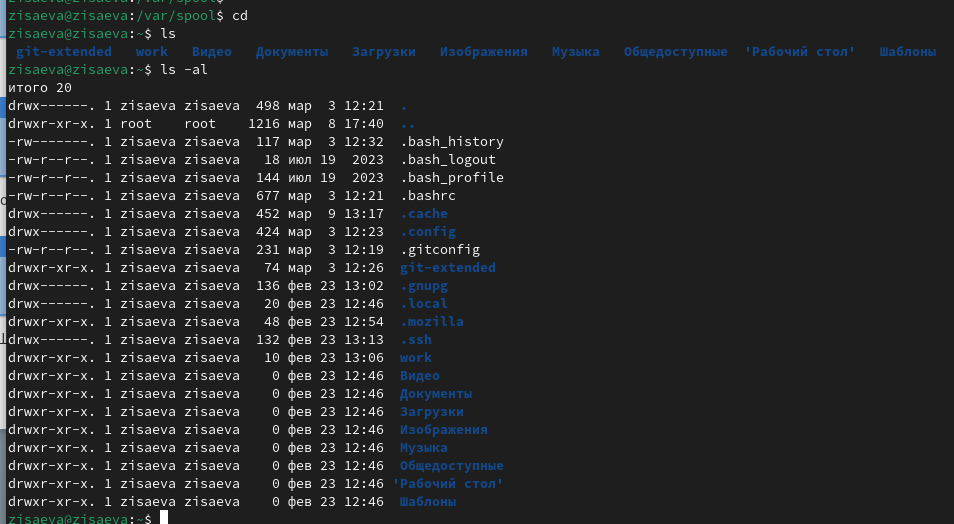 zisaeva@zisaeva:/var/spool$
zisaeva@zisaeva:/var/spool$ cd
zisaeva@zisaeva:~$ ls
git-extended   work   Видео   Документы   Загрузки   Изображения   Музыка   Общедоступные  'Рабочий стол'   Шаблоны
zisaeva@zisaeva:~$ ls -al
итого 20
drwx------. 1 zisaeva zisaeva  498 мар  3 12:21  .
drwxr-xr-x. 1 root    root    1216 мар  8 17:40  ..
-rw-------. 1 zisaeva zisaeva  117 мар  3 12:32  .bash_history
-rw-r--r--. 1 zisaeva zisaeva   18 июл 19  2023  .bash_logout
-rw-r--r--. 1 zisaeva zisaeva  144 июл 19  2023  .bash_profile
-rw-r--r--. 1 zisaeva zisaeva  677 мар  3 12:21  .bashrc
drwx------. 1 zisaeva zisaeva  452 мар  9 13:17  .cache
drwx------. 1 zisaeva zisaeva  424 мар  3 12:23  .config
-rw-r--r--. 1 zisaeva zisaeva  231 мар  3 12:19  .gitconfig
drwxr-xr-x. 1 zisaeva zisaeva   74 мар  3 12:26  git-extended
drwx------. 1 zisaeva zisaeva  136 фев 23 13:02  .gnupg
drwx------. 1 zisaeva zisaeva   20 фев 23 12:46  .local
drwxr-xr-x. 1 zisaeva zisaeva   48 фев 23 12:54  .mozilla
drwx------. 1 zisaeva zisaeva  132 фев 23 13:13  .ssh
drwxr-xr-x. 1 zisaeva zisaeva   10 фев 23 13:06  work
drwxr-xr-x. 1 zisaeva zisaeva    0 фев 23 12:46  Видео
drwxr-xr-x. 1 zisaeva zisaeva    0 фев 23 12:46  Документы
drwxr-xr-x. 1 zisaeva zisaeva    0 фев 23 12:46  Загрузки
drwxr-xr-x. 1 zisaeva zisaeva    0 фев 23 12:46  Изображения
drwxr-xr-x. 1 zisaeva zisaeva    0 фев 23 12:46  Музыка
drwxr-xr-x. 1 zisaeva zisaeva    0 фев 23 12:46  Общедоступные
drwxr-xr-x. 1 zisaeva zisaeva    0 фев 23 12:46 'Рабочий стол'
drwxr-xr-x. 1 zisaeva zisaeva    0 фев 23 12:46  Шаблоны
zisaeva@zisaeva:~$